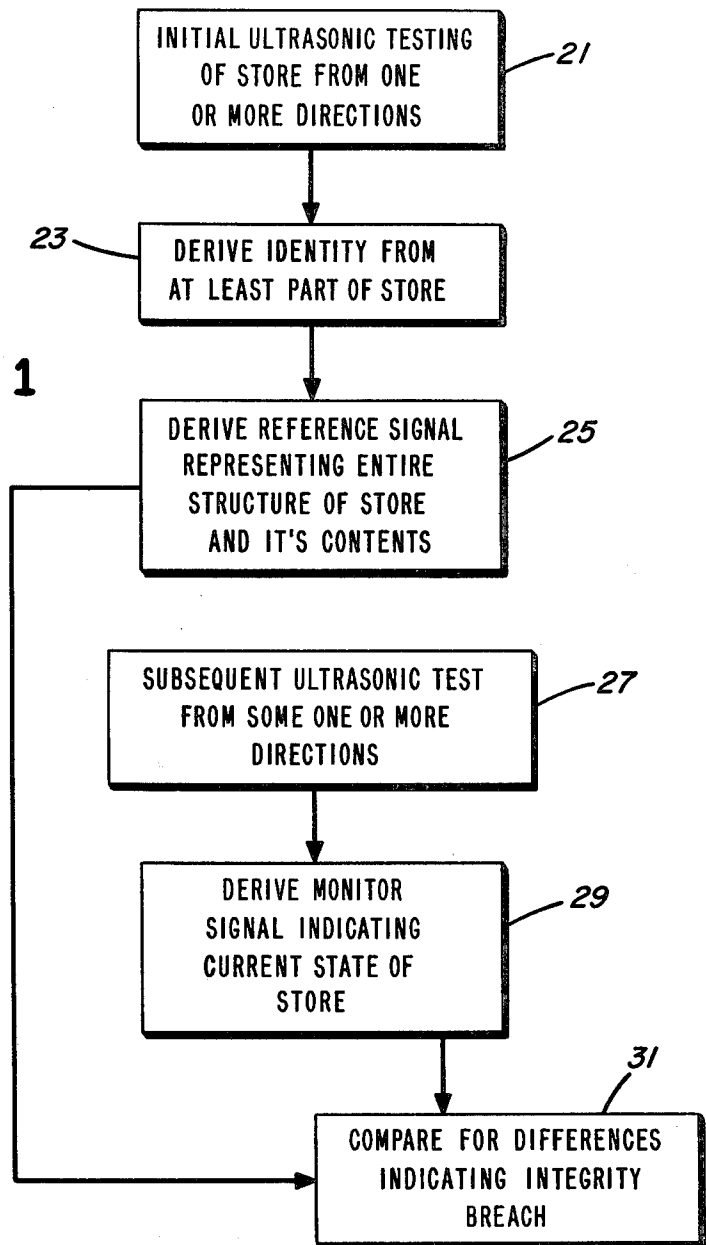 INITIAL ULTRASONIC TESTING
OF STORE FROM ONE
OR MORE DIRECTIONS
21
23
DERIVE IDENTITY FROM
AT LEAST PART OF STORE
1
DERIVE REFERENCE SIGNAL
REPRESENTING ENTIRE
STRUCTURE OF STORE
AND IT'S CONTENTS
25
SUBSEQUENT ULTRASONIC TEST
FROM SOME ONE OR MORE
DIRECTIONS
27
DERIVE MONITOR
SIGNAL INDICATING
CURRENT STATE OF
STORE
29
31
COMPARE FOR DIFFERENCES
INDICATING INTEGRITY
BREACH